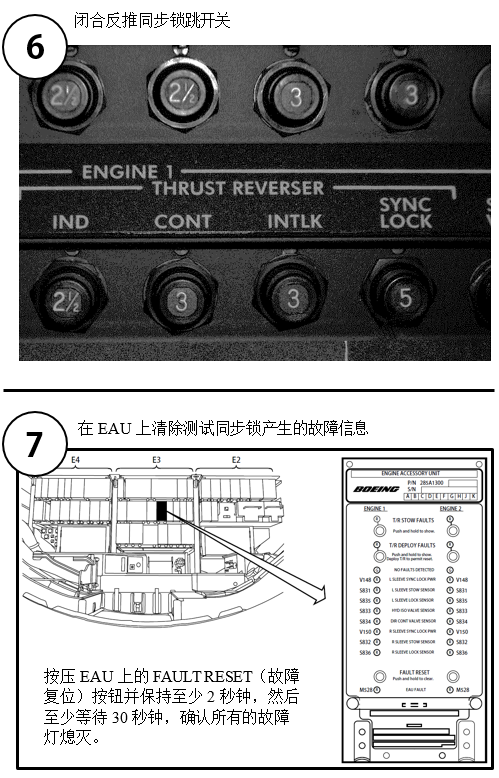 6
闭合反推同步锁跳开关
2½ 2½ 3 3
ENGINE 1
THRUST REVERSER
IND CONT INTLK SYNC LOCK
2½ 3 3 5
7
在 EAU 上清除测试同步锁产生的故障信息
E4 E3 E2
ENGINE ACCESSORY UNIT
BOEING
P/N 285A1300
S/N
A B C D E F G H J K
ENGINE 1 ENGINE 2
T/R STOW FAULTS
Push and hold to show.
T/R DEPLOY FAULTS
Push and hold to show.
Deploy T/R to permit reset.
NO FAULTS DETECTED
V148 L SLEEVE SYNC LOCK PWR V148
S831 L SLEEVE STOW SENSOR S831
S835 L SLEEVE LOCK SENSOR S835
S833 HYD ISO VALVE SENSOR S833
S834 DIR CONT VALVE SENSOR S834
V150 R SLEEVE SYNC LOCK PWR V150
S832 R SLEEVE STOW SENSOR S832
S836 R SLEEVE LOCK SENSOR S836
FAULT RESET
Push and hold to clear.
M528 EAU FAULT M528
按压 EAU 上的 FAULT RESET（故障
复位）按钮并保持至少 2 秒钟，然后
至少等待 30 秒钟，确认所有的故障
灯熄灭。